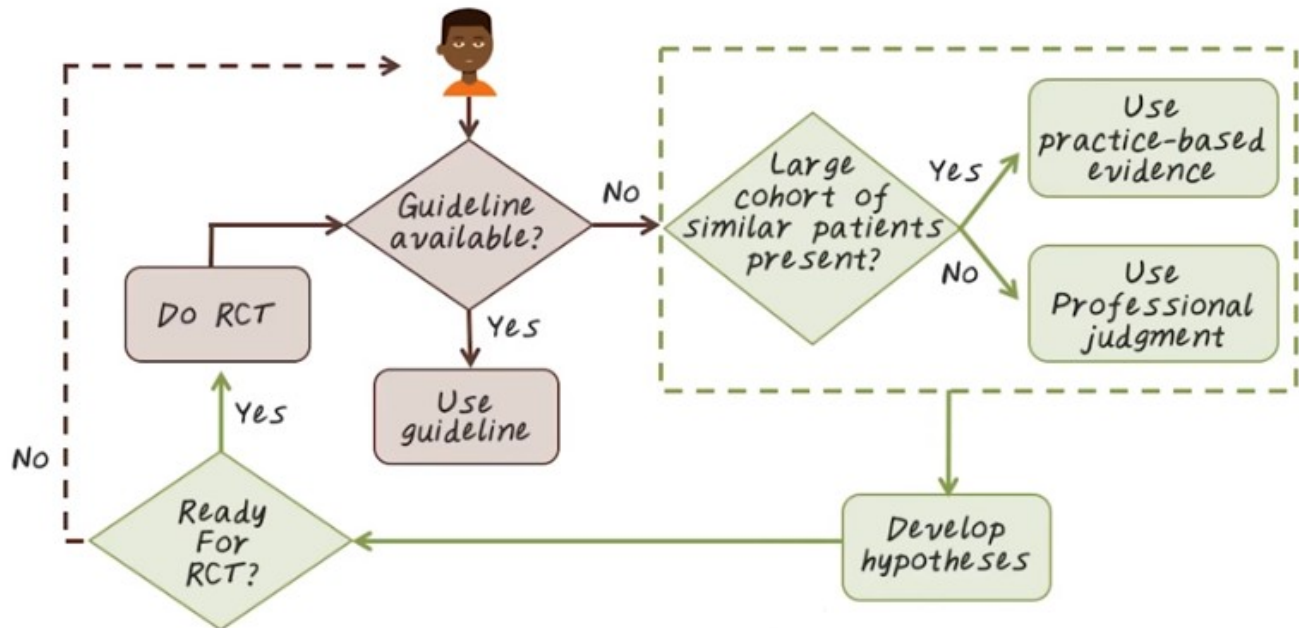 Guideline
available?
No
Yes
Use
guideline
Large
cohort of
similar patients
present?
Yes
Use
practice-based
evidence
No
Use
Professional
judgment
Develop
hypotheses
Ready
For
RCT?
Yes
Do RCT
No